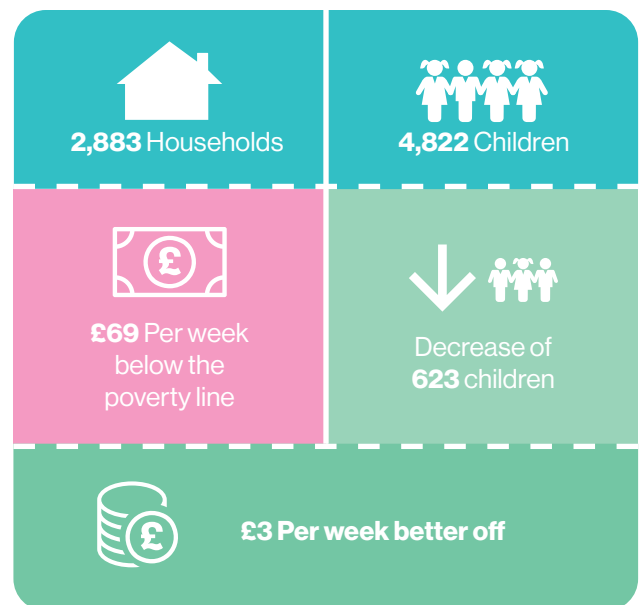 2,883 Households
4,822 Children
£
£69 Per week
below the
poverty line
Decrease of
623 children
£
£3 Per week better off